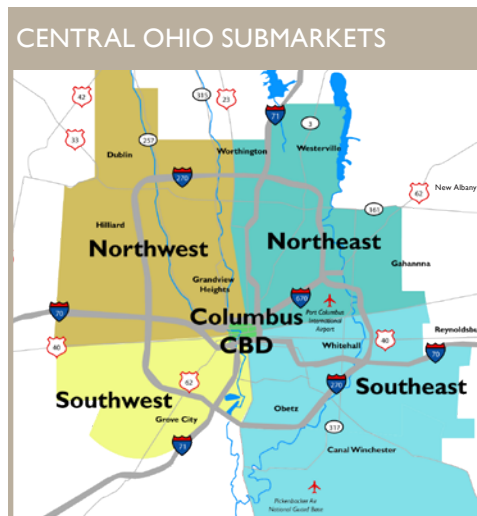 CENTRAL OHIO SUBMARKETS
42
315
23
71
3
33
257
Dublin
Worthington
Westerville
270
62
New Albany
161
Hilliard
Northwest
Northeast
Gahannna
Grandview
Heights
670
70
Columbus
CBD
Port Columbus
International
Airport
Reynoldsbu
40
Whitehall
40
70
62
270
Southwest
Southeast
Obetz
Grove City
317
71
Canal Winchester
Rickenbacker Air
National Guard Base